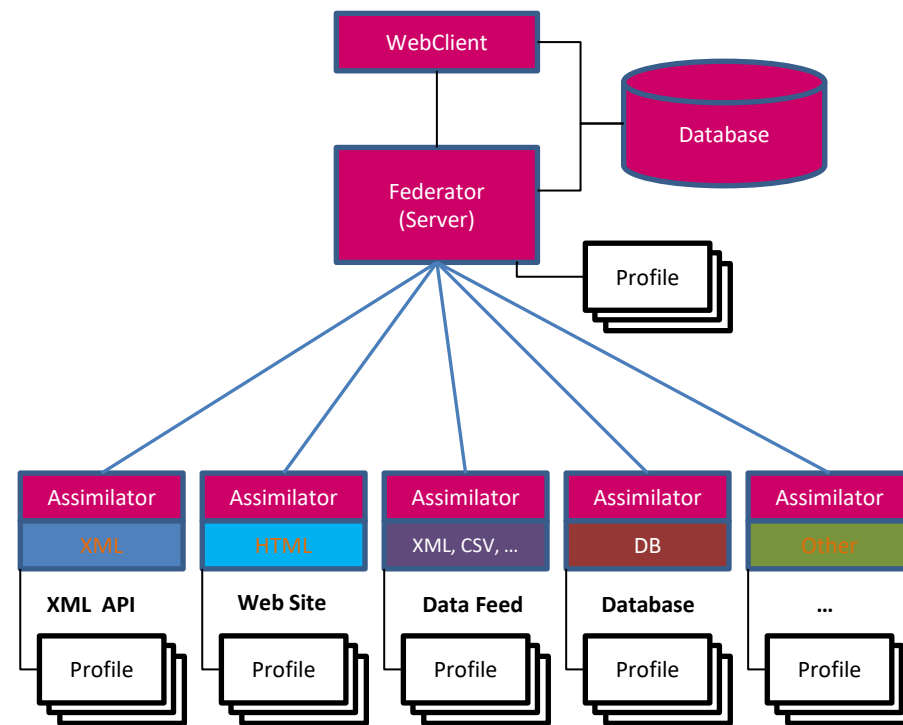 WebClient
Database
Federator
(Server)
Profile
Assimilator
Assimilator
Assimilator
Assimilator
Assimilator
XML
HTML
XML, CSV, ...
DB
Other
XML API
Web Site
Data Feed
Database
...
Profile
Profile
Profile
Profile
Profile